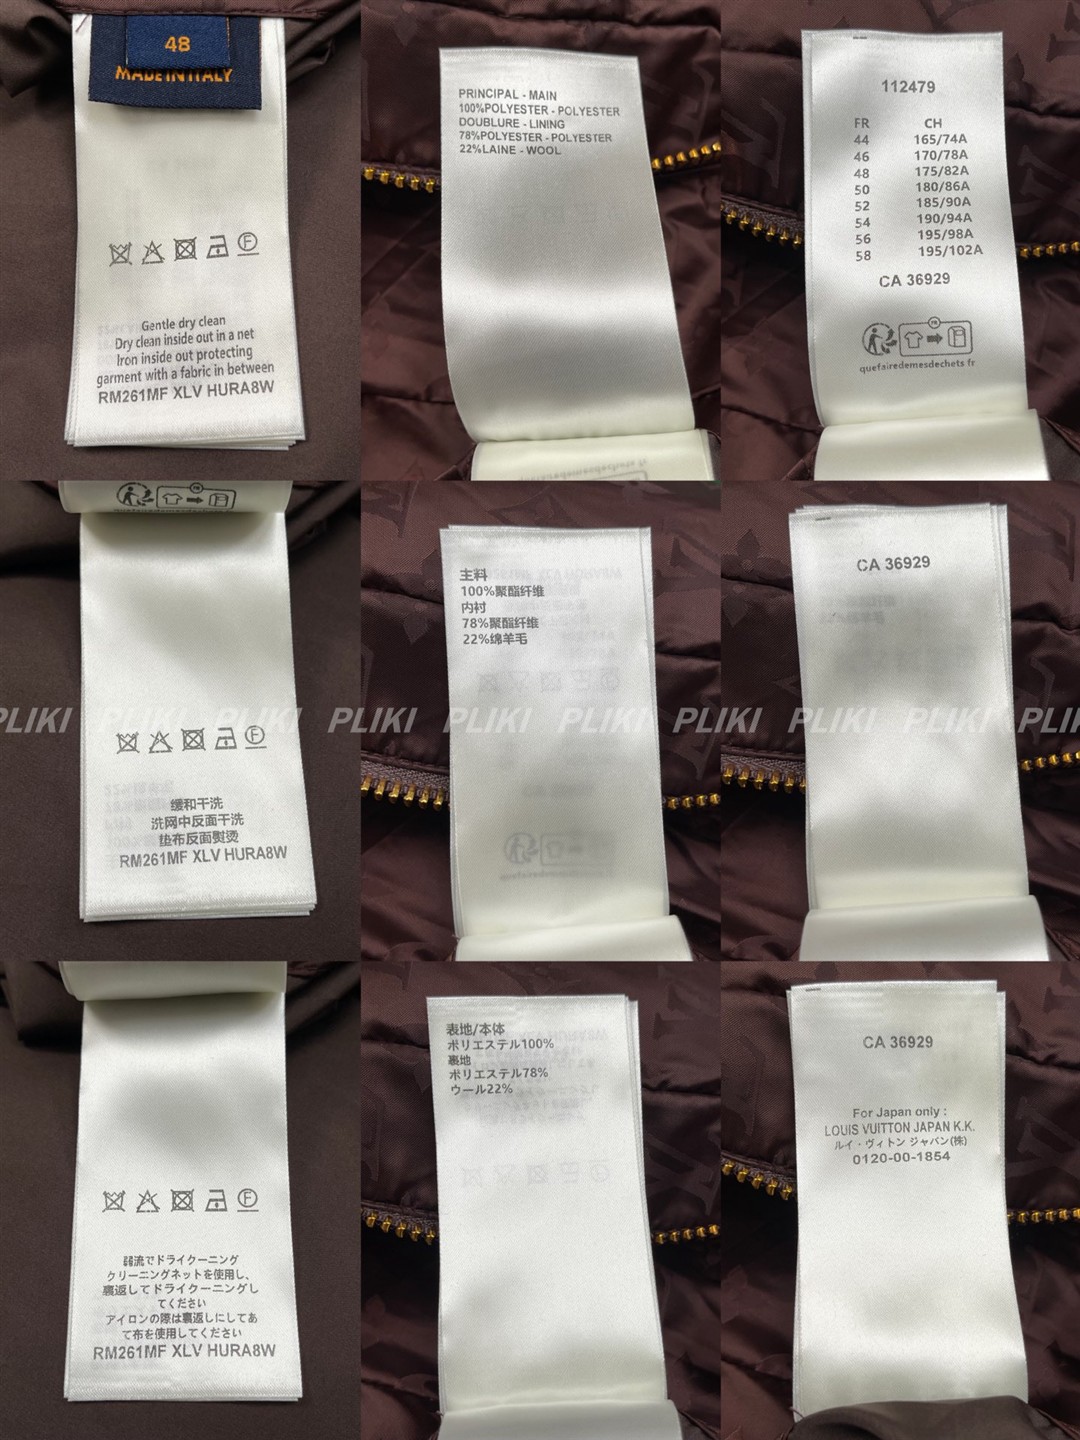 48
MADE IN ITALY
Gentle dry clean
Dry clean inside out in a net
Iron inside out protecting
garment with a fabric in between
RM261MF XLV HURA8W
PRINCIPAL - MAIN
100%POLYESTER - POLYESTER
DOUBLURE - LINING
78%POLYESTER - POLYESTER
22%LAINE - WOOL
112479
FR CH
44 165/74A
46 170/78A
48 175/82A
50 180/86A
52 185/90A
54 190/94A
56 195/98A
58 195/102A
CA 36929
FR
quefairedemesdechets fr
缓和干洗
洗网中反面干洗
垫布反面熨烫
RM261MF XLV HURA8W
主料
100%聚酯纤维
内衬
78%聚酯纤维
22%绵羊毛
CA 36929
PLIKI PLIKI PLIKI PLIKI PLIKI PLIKI PLIKI PLIKI PLIKI PLIKI
弱流でドライクーニング
クリーニングネットを使用し、
裏返してドライクーニングし
てください
アイロンの際は裏返しにしてあ
て布を使用してください
RM261MF XLV HURA8W
表地/本体
ポリエステル100%
裏地
ポリエステル78%
ウール22%
CA 36929
For Japan only :
LOUIS VUITTON JAPAN K.K.
ルイ・ヴィトン ジャパン(株)
0120-00-1854